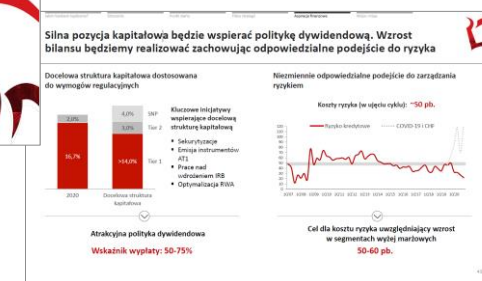 Silna pozycja kapitałowa będzie wspierać politykę dywidendową. Wzrost
bilansu będziemy realizować zachowując odpowiedzialne podejście do ryzyka
Docelowa struktura kapitałowa dostosowana
do wymogów regulacyjnych
2,0%
16,7%
2020
4,0%
3,0%
>14,0%
SNP
Tier 2
Tier 1
Docelowa struktura
kapitałowa
Kluczowe inicjatywy
wspierające docelową
strukturę kapitałową
Sekurytyzacje
Emisja instrumentów
AT1
Prace nad
wdrożeniem IRB
Optymalizacja RWA
Atrakcyjna polityka dywidendowa
Wskaźnik wypłaty: 50-75%
Niezmiennie odpowiedzialne podejście do zarządzania
ryzykiem
Koszty ryzyka (w ujęciu cyklu): ~50 pb.
Ryzyko kredytowe
COVID-19 i CHF
Cel dla kosztu ryzyka uwzględniający wzrost
w segmentach wyżej marżowych
50-60 pb.